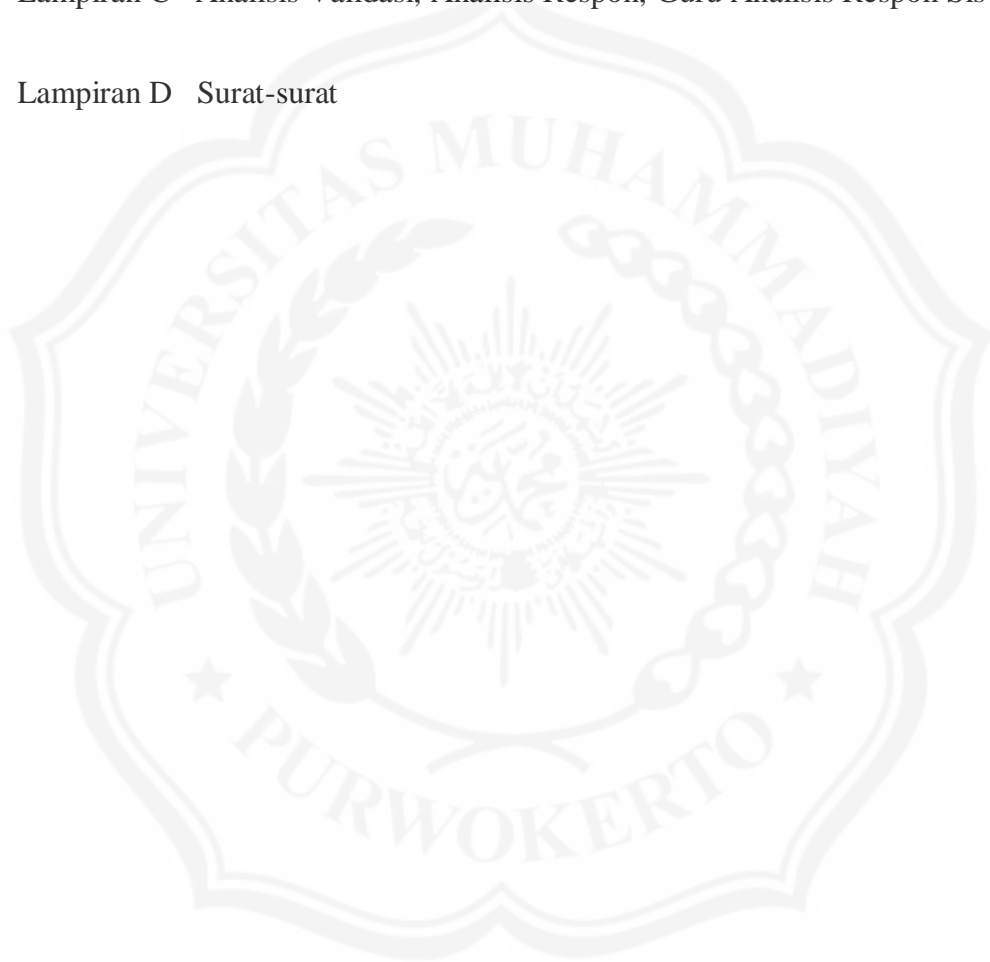 Lampiran C Analisis Validasi, Analisis Respon, Guru Analisis Respon Sis
Lampiran D Surat-surat
UNIVERSITAS MUHAMMADIYAH
PURWOKERTO